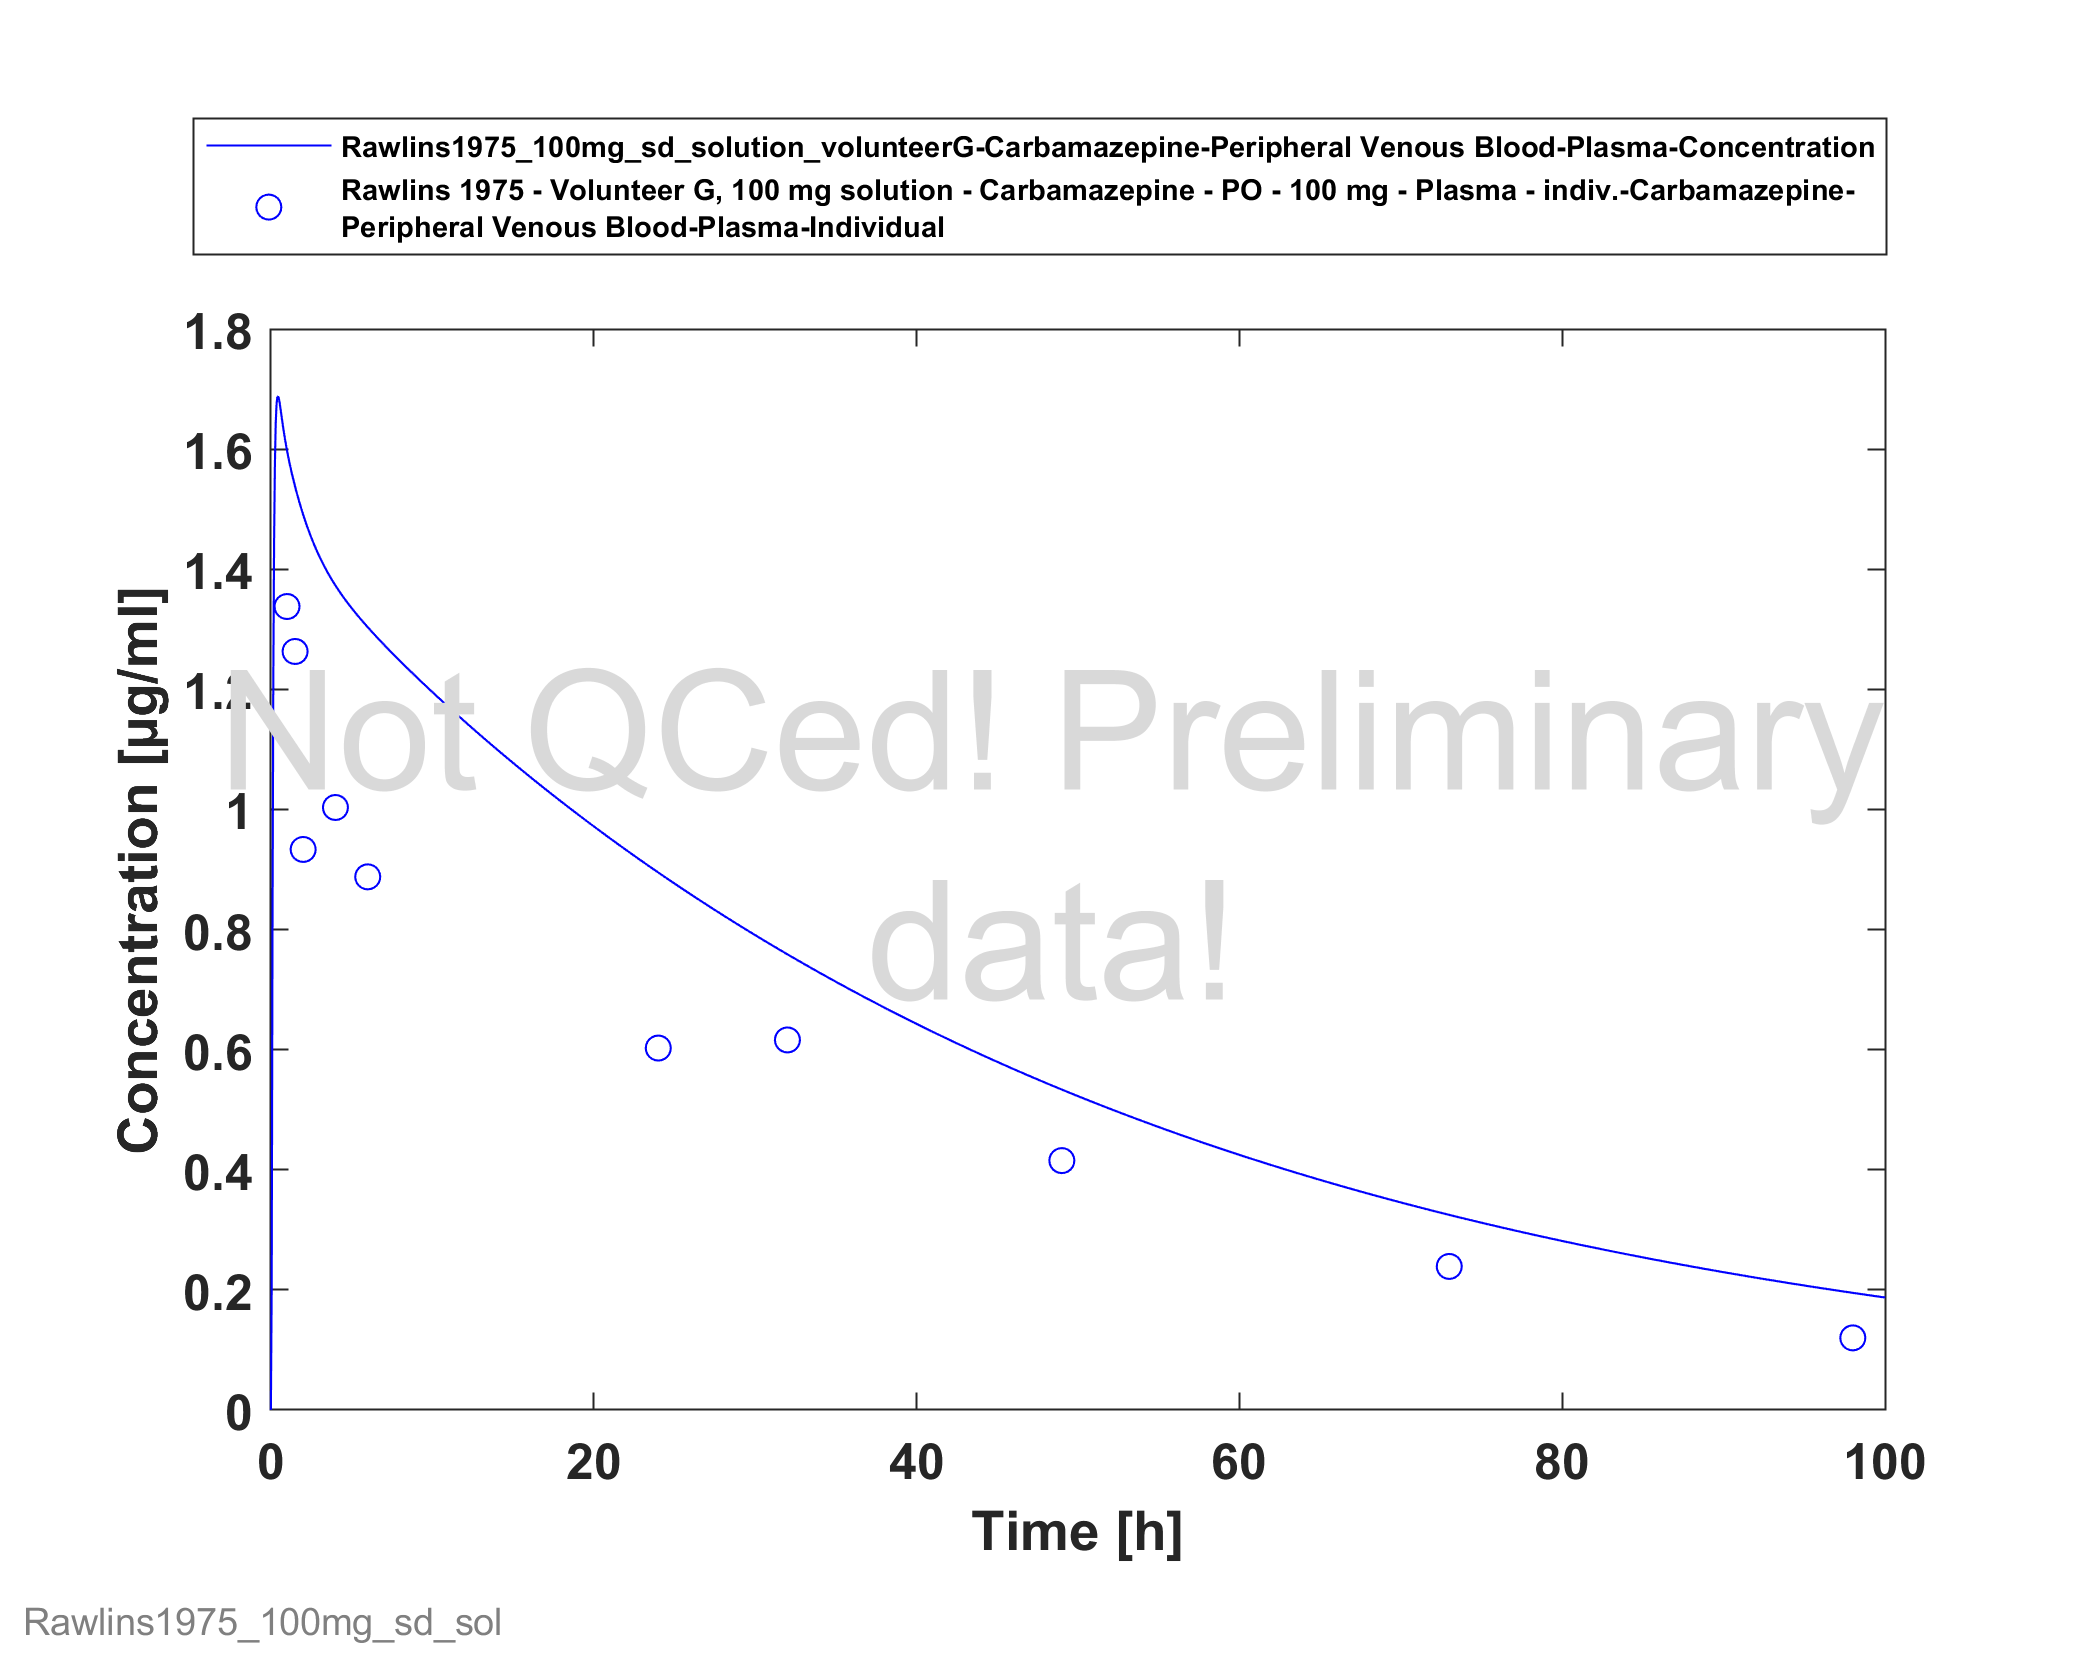 Rawlins1975_100mg_sd_solution_volunteerG-Carbamazepine-Peripheral Venous Blood-Plasma-Concentration
Rawlins 1975 - Volunteer G, 100 mg solution - Carbamazepine - PO - 100 mg - Plasma - indiv.-Carbamazepine-
Peripheral Venous Blood-Plasma-Individual
1.8
1.6
1.4
1.2
1
0.8
0.6
0.4
0.2
0
Concentration [µg/ml]
Not QCed! Preliminary
data!
0 20 40 60 80 100
Time [h]
Rawlins1975_100mg_sd_sol